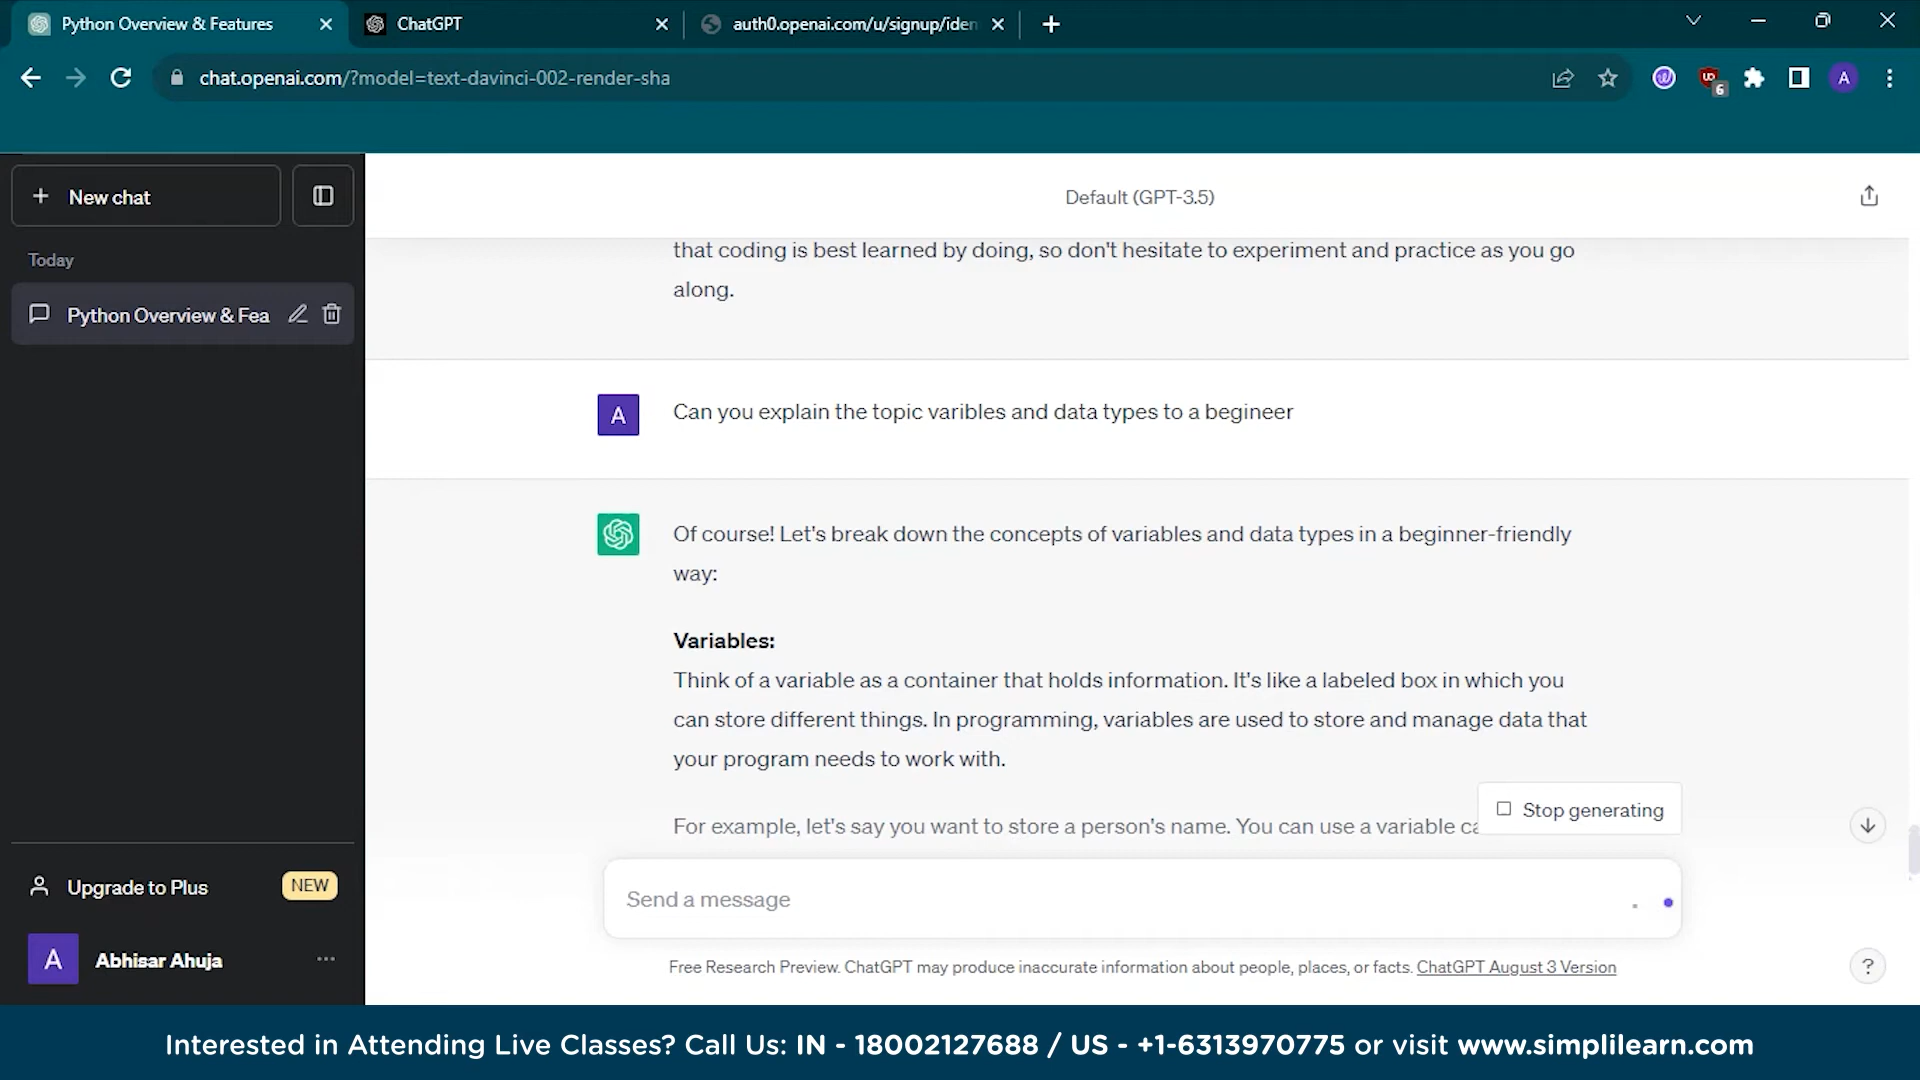 Python Overview & Features
ChatGPT
auth0.openai.com/u/signup/iden
chat.openai.com/?model=text-davinci-002-render-sha
6
A
New chat
Default (GPT-3.5)
Today
Python Overview & Fea
that coding is best learned by doing, so don't hesitate to experiment and practice as you go
along.
A
Can you explain the topic varibles and data types to a begineer
Of course! Let's break down the concepts of variables and data types in a beginner-friendly
way:
Variables:
Think of a variable as a container that holds information. It's like a labeled box in which you
can store different things. In programming, variables are used to store and manage data that
your program needs to work with.
For example, let's say you want to store a person's name. You can use a variable ca
Stop generating
Send a message
Upgrade to Plus
NEW
A
Abhisar Ahuja
Free Research Preview. ChatGPT may produce inaccurate information about people, places, or facts. ChatGPT August 3 Version
?
Interested in Attending Live Classes? Call Us: IN - 18002127688 / US - +1-6313970775 or visit www.simplilearn.com